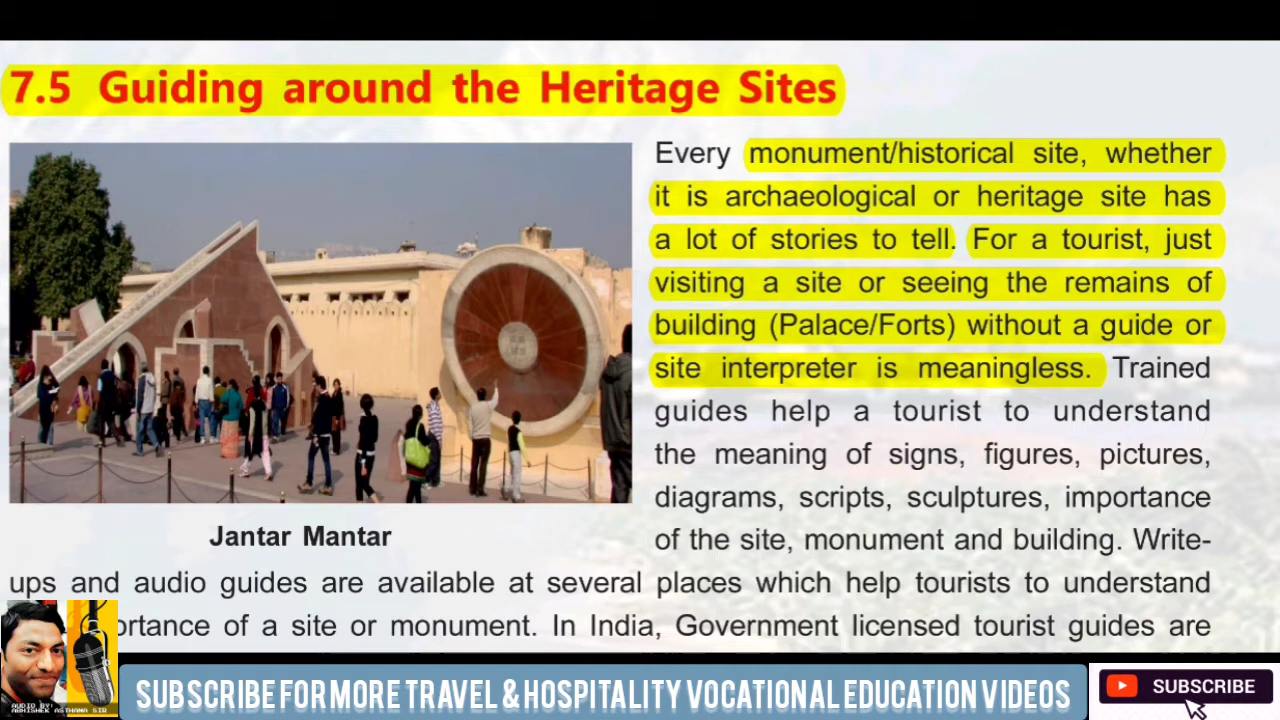 7.5 Guiding around the Heritage Sites
Every monument/historical site, whether
it is archaeological or heritage site has
a lot of stories to tell. For a tourist, just
visiting a site or seeing the remains of
building (Palace/Forts) without a guide or
site interpreter is meaningless. Trained
guides help a tourist to understand
the meaning of signs, figures, pictures,
diagrams, scripts, sculptures, importance
of the site, monument and building. Write-
Jantar Mantar
ups and audio guides are available at several places which help tourists to understand
ortance of a site or monument. In India, Government licensed tourist guides are
AUDIO BY:
ABHISHEK ASTHANA SIR
SUBSCRIBE FOR MORE TRAVEL & HOSPITALITY VOCATIONAL EDUCATION VIDEOS
SUBSCRIBE